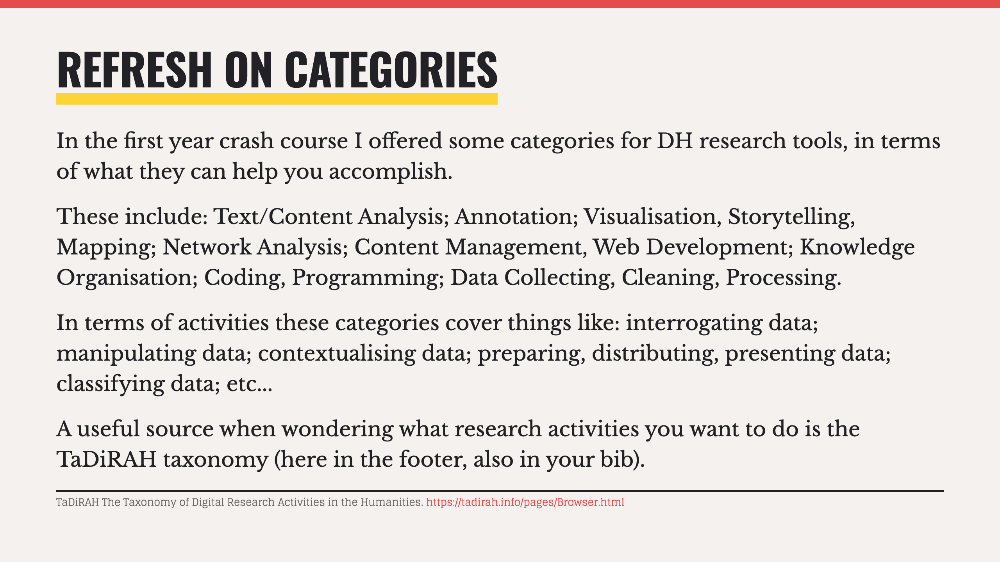 REFRESH ON CATEGORIES
In the first year crash course I offered some categories for DH research tools, in terms
of what they can help you accomplish.
These include: Text/Content Analysis; Annotation; Visualisation, Storytelling,
Mapping; Network Analysis; Content Management, Web Development; Knowledge
Organisation; Coding, Programming; Data Collecting, Cleaning, Processing.
In terms of activities these categories cover things like: interrogating data;
manipulating data; contextualising data; preparing, distributing, presenting data;
classifying data; etc...
A useful source when wondering what research activities you want to do is the
TaDiRAH taxonomy (here in the footer, also in your bib).
TaDiRAH The Taxonomy of Digital Research Activities in the Humanities. https://tadirah.info/pages/Browser.html